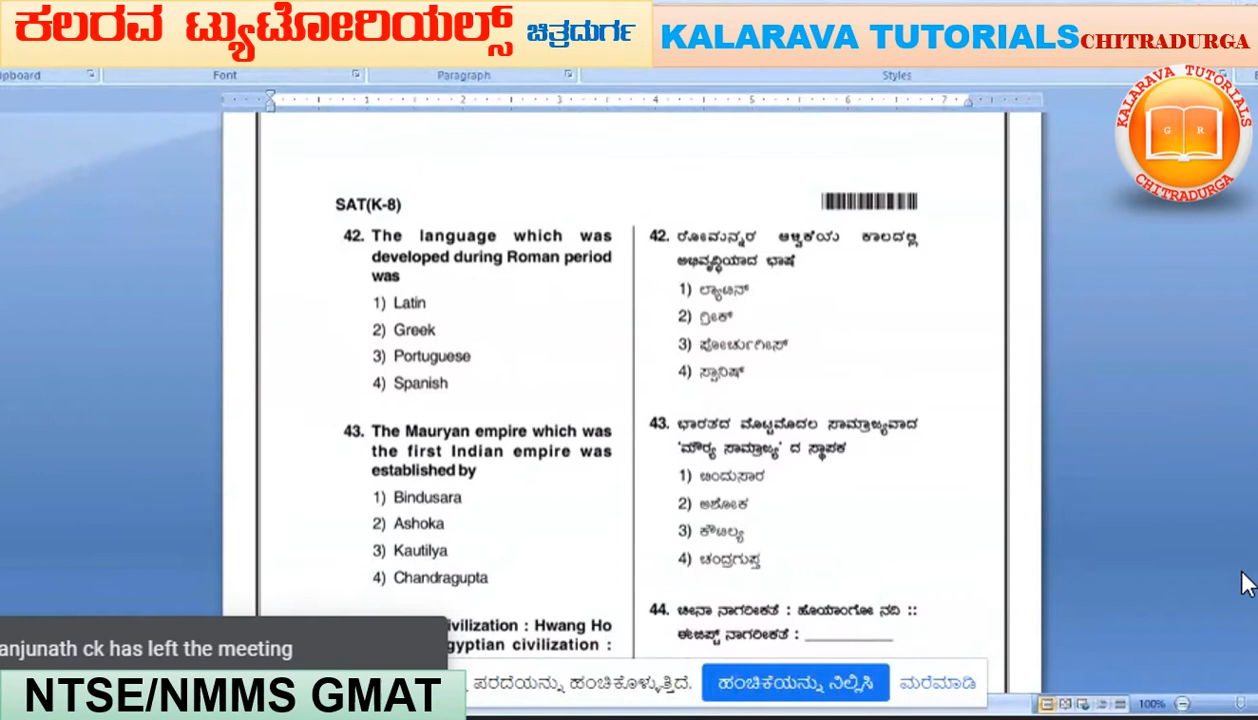 ಕಲರವ ಟ್ಯುಟೋರಿಯಲ್ಸ್ ಚಿತ್ರದುರ್ಗ
KALARAVA TUTORIALS CHITRADURGA
ipboard Font Paragraph Styles
KALARAVA TUTORIALS
G R
CHITRADURGA
SAT(K-8)
42. The language which was
developed during Roman period
was
1) Latin
2) Greek
3) Portuguese
4) Spanish
43. The Mauryan empire which was
the first Indian empire was
established by
1) Bindusara
2) Ashoka
3) Kautilya
4) Chandragupta
ivilization : Hwang Ho
gyptian civilization :
42. ರೋಮನ್ನರ ಆಳ್ವಿಕೆಯ ಕಾಲದಲ್ಲಿ
ಅಭಿವೃದ್ಧಿಯಾದ ಭಾಷೆ
1) ಲ್ಯಾಟಿನ್
2) ಗ್ರೀಕ್
3) ಪೋರ್ಚುಗೀಸ್
4) ಸ್ಪಾನಿಷ್
43. ಭಾರತದ ಮೊಟ್ಟಮೊದಲ ಸಾಮ್ರಾಜ್ಯವಾದ
'ಮೌರ್ಯ ಸಾಮ್ರಾಜ್ಯ' ದ ಸ್ಥಾಪಕ
1) ಬಿಂದುಸಾರ
2) ಅಶೋಕ
3) ಕೌಟಿಲ್ಯ
4) ಚಂದ್ರಗುಪ್ತ
44. ಚೀನಾ ನಾಗರೀಕತೆ : ಹೊಯಾಂಗೋ ನದಿ ::
ಈಜಿಪ್ಟ್ ನಾಗರೀಕತೆ : __________
anjunath ck has left the meeting
ಪರದೆಯನ್ನು ಹಂಚಿಕೊಳ್ಳುತ್ತಿದೆ. ಹಂಚಿಕೆಯನ್ನು ನಿಲ್ಲಿಸಿ ಮರೆಮಾಡಿ
NTSE/NMMS GMAT
100%